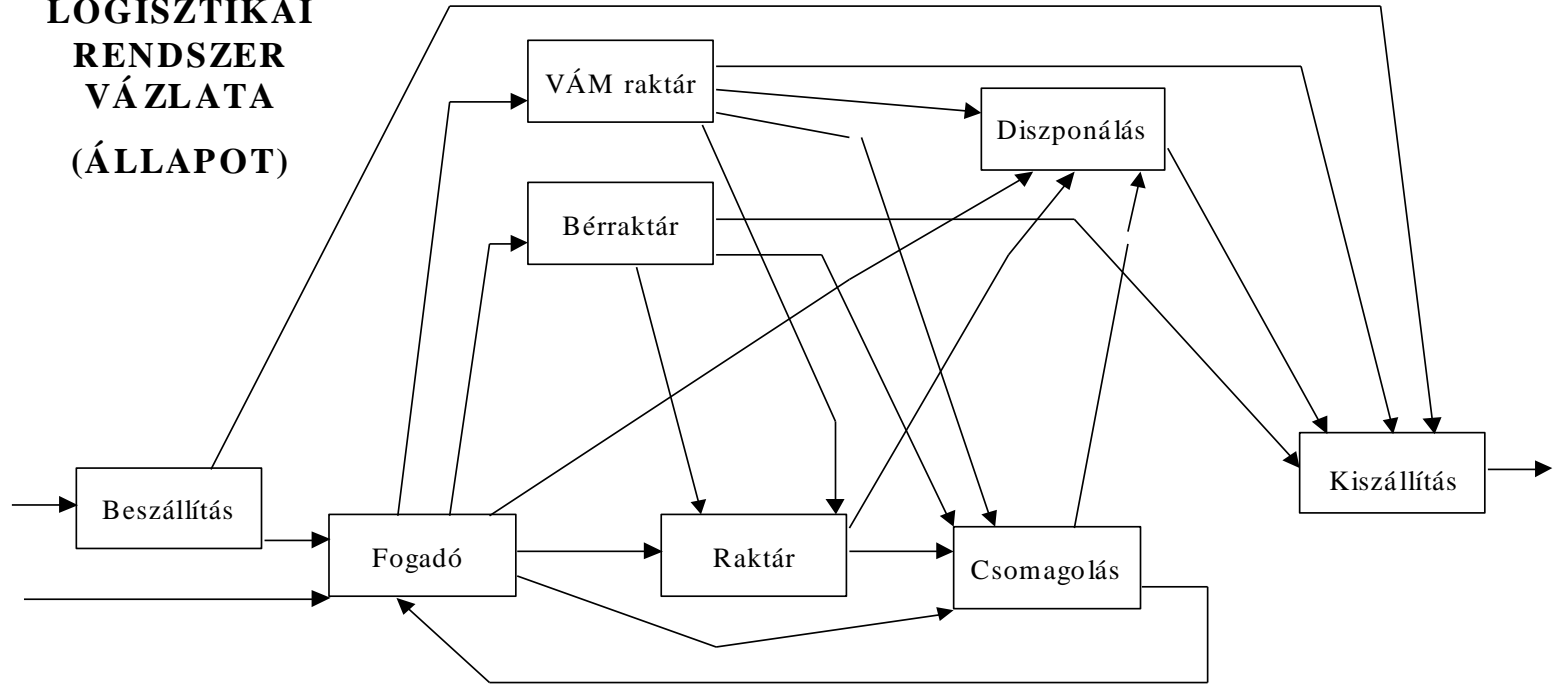 LOGISZTIKAI
RENDSZER
VÁZLATA
(ÁLLAPOT)
VÁM raktár
Diszponálás
Bérraktár
Beszállítás
Kiszállítás
Fogadó
Raktár
Csomagolás